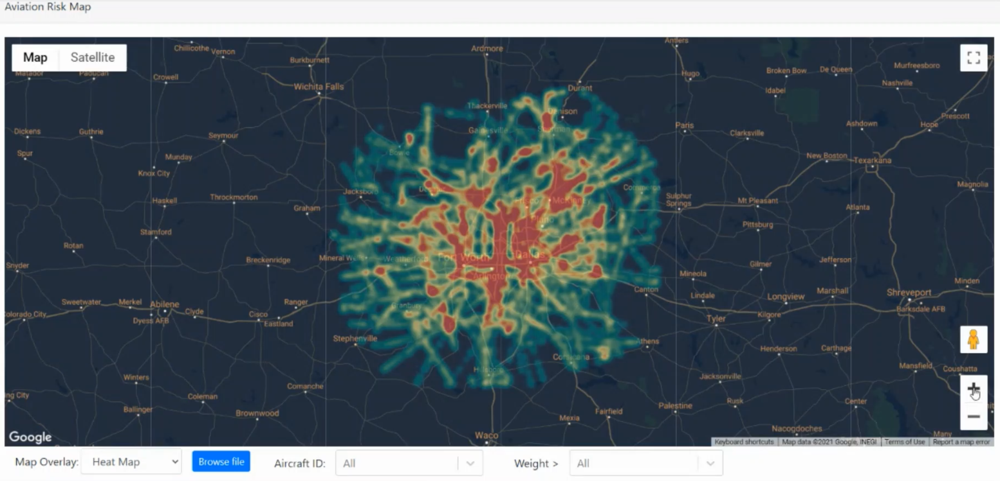 Aviation Risk Map
Map Satellite
Chillicothe
Vernon
Ardmore
Antlers
Burkburnett
Matador
Paducah
Crowell
Wichita Falls
Durant
Hugo
Broken Bow
De Queen
Murfreesboro
Nashville
Idabel
Thackerville
Denison
Prescott
Dickens
Guthrie
Seymour
Gainesville
Sherman
Paris
Clarksville
Ashdown
Hope
Spur
Munday
Bowie
New Boston
Texarkana
Knox City
Haskell
Throckmorton
Jacksboro
Commerce
Sulphur
Springs
Mt Pleasant
Magnolia
Graham
Frisco
McKinney
Atlanta
Stamford
Plano
Pittsburg
Rotan
Snyder
Breckenridge
Mineral Wells
Weatherford
Fort Worth
Dallas
Arlington
Gilmer
Jefferson
Mineola
Minden
Sweetwater
Merkel
Abilene
Clyde
Ranger
Canton
Lindale
Longview
Marshall
Shreveport
Barksdale AFB
Colorado City
Dyess AFB
Cisco
Eastland
Granbury
Tyler
Kilgore
Stephenville
Athens
Henderson
Carthage
Corsicana
Mansfield
Coushatta
Winters
Hillsboro
Jacksonville
ing City
Coleman
Comanche
Ballinger
Brownwood
Palestine
Rusk
Center
Fairfield
Mexia
Nacogdoches
Many
Waco
Google
Keyboard shortcuts Map data ©2021 Google, INEGI Terms of Use Report a map error
Map Overlay: Heat Map Browse file Aircraft ID: All Weight > All